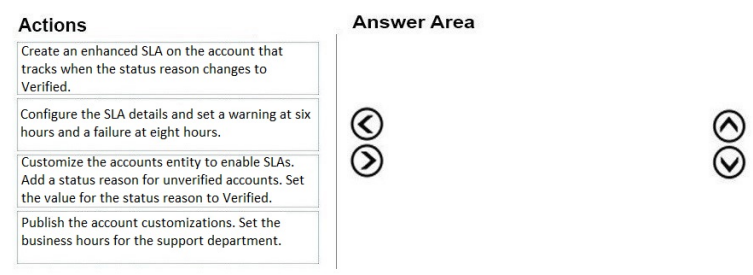 Actions
Answer Area
Create an enhanced SLA on the account that
tracks when the status reason changes to
Verified.
Configure the SLA details and set a warning at six
hours and a failure at eight hours.
Customize the accounts entity to enable SLAs.
Add a status reason for unverified accounts. Set
the value for the status reason to Verified.
Publish the account customizations. Set the
business hours for the support department.